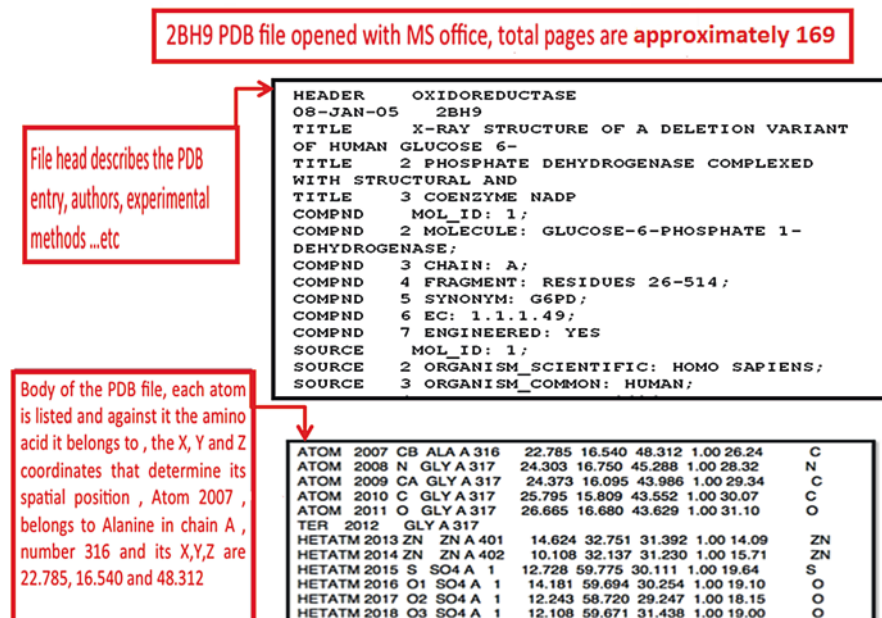 2BH9 PDB file opened with MS office, total pages are approximately 169
File head describes the PDB
entry, authors, experimental
methods ...etc
HEADER OXIDOREDUCTASE
08-JAN-05 2BH9
TITLE X-RAY STRUCTURE OF A DELETION VARIANT
OF HUMAN GLUCOSE 6-
TITLE 2 PHOSPHATE DEHYDROGENASE COMPLEXED
WITH STRUCTURAL AND
TITLE 3 COENZYME NADP
COMPND MOL_ID: 1;
COMPND 2 MOLECULE: GLUCOSE-6-PHOSPHATE 1-
DEHYDROGENASE;
COMPND 3 CHAIN: A;
COMPND 4 FRAGMENT: RESIDUES 26-514;
COMPND 5 SYNONYM: G6PD;
COMPND 6 EC: 1.1.1.49;
COMPND 7 ENGINEERED: YES
SOURCE MOL_ID: 1;
SOURCE 2 ORGANISM_SCIENTIFIC: HOMO SAPIENS;
SOURCE 3 ORGANISM_COMMON: HUMAN;
Body of the PDB file, each atom
is listed and against it the amino
acid it belongs to , the X, Y and Z
coordinates that determine its
spatial position , Atom 2007 ,
belongs to Alanine in chain A ,
number 316 and its X,Y,Z are
22.785, 16.540 and 48.312
ATOM 2007 CB ALA A 316 22.785 16.540 48.312 1.00 26.24 C
ATOM 2008 N GLY A 317 24.303 16.750 45.288 1.00 28.32 N
ATOM 2009 CA GLY A 317 24.373 16.095 43.986 1.00 29.34 C
ATOM 2010 C GLY A 317 25.795 15.809 43.552 1.00 30.07 C
ATOM 2011 O GLY A 317 26.665 16.680 43.629 1.00 31.10 O
TER 2012 GLY A 317
HETATM 2013 ZN ZN A 401 14.624 32.751 31.392 1.00 14.09 ZN
HETATM 2014 ZN ZN A 402 10.108 32.137 31.230 1.00 15.71 ZN
HETATM 2015 S SO4 A 1 12.728 59.775 30.111 1.00 19.64 S
HETATM 2016 O1 SO4 A 1 14.181 59.694 30.254 1.00 19.10 O
HETATM 2017 O2 SO4 A 1 12.243 58.720 29.247 1.00 18.15 O
HETATM 2018 O3 SO4 A 1 12.108 59.671 31.438 1.00 19.00 O